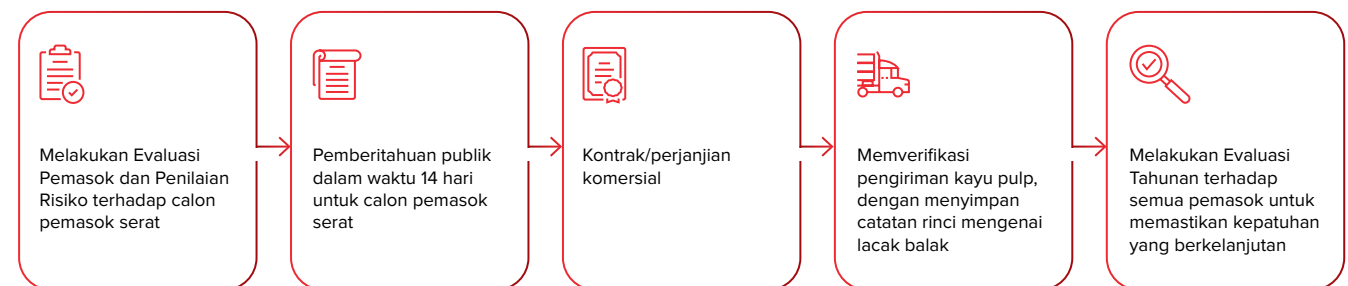 Melakukan Evaluasi
Pemasok dan Penilaian
Risiko terhadap calon
pemasok serat
Pemberitahuan publik
dalam waktu 14 hari
untuk calon pemasok
serat
Kontrak/perjanjian
komersial
Memverifikasi
pengiriman kayu pulp,
dengan menyimpan
catatan rinci mengenai
lacak balak
Melakukan Evaluasi
Tahunan terhadap
semua pemasok untuk
memastikan kepatuhan
yang berkelanjutan